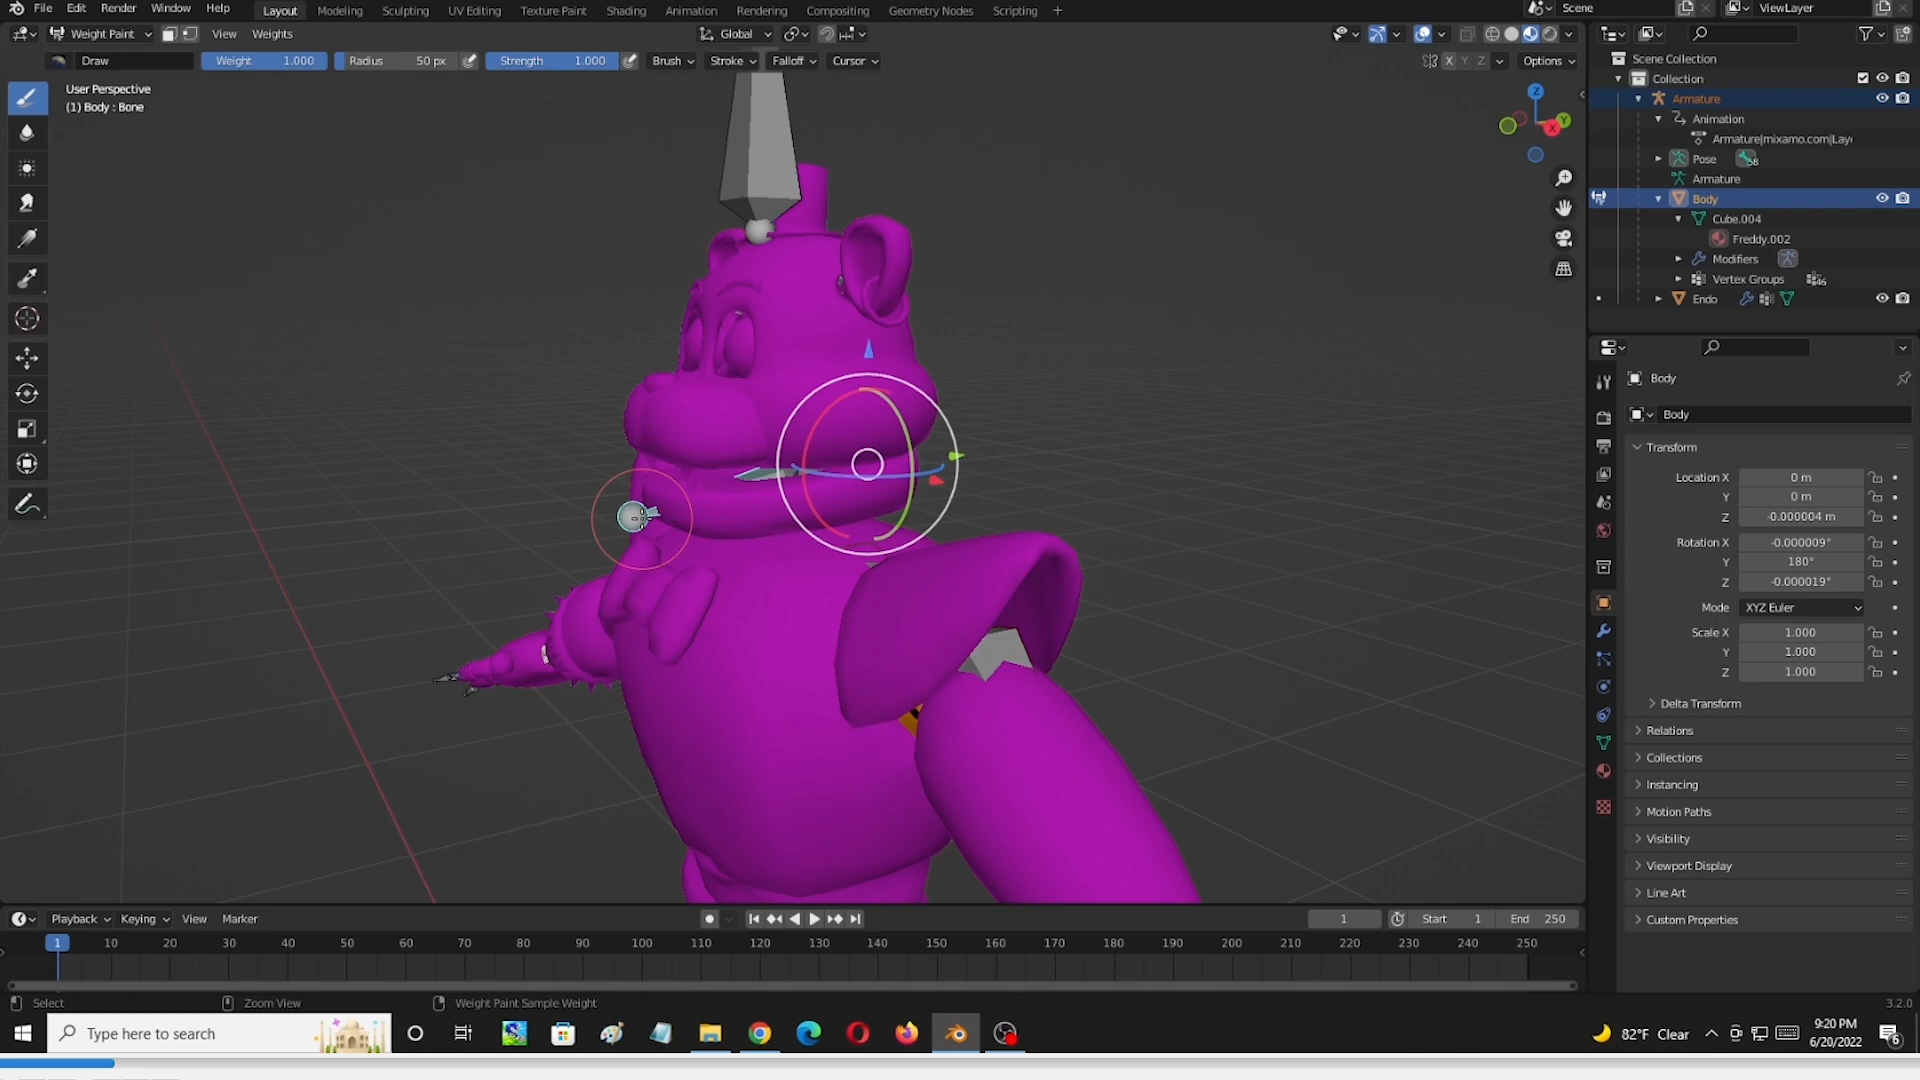 File Edit Render Window Help Layout Modeling Sculpting UV Editing Texture Paint Shading Animation Rendering Compositing Geometry Nodes Scripting + Scene ViewLayer
Weight Paint View Weights Global
Draw Weight 1.000 Radius 50 px Strength 1.000 Brush Stroke Falloff Cursor X Y Z Options
User Perspective
(1) Body : Bone
Z
Y
X
Scene Collection
Collection
Armature
Animation
Armature|mixamo.com|Lay
Pose 58
Armature
Body
Cube.004
Freddy.002
Modifiers
Vertex Groups 46
Endo
Body
Body
Transform
Location X 0 m
Y 0 m
Z -0.000004 m
Rotation X -0.000009°
Y 180°
Z -0.000019°
Mode XYZ Euler
Scale X 1.000
Y 1.000
Z 1.000
Delta Transform
Relations
Collections
Instancing
Motion Paths
Visibility
Viewport Display
Line Art
Custom Properties
Playback Keying View Marker 1 Start 1 End 250
1 10 20 30 40 50 60 70 80 90 100 110 120 130 140 150 160 170 180 190 200 210 220 230 240 250
Select Zoom View Weight Paint Sample Weight 3.2.0
Type here to search 82°F Clear 9:20 PM
6/20/2022 6